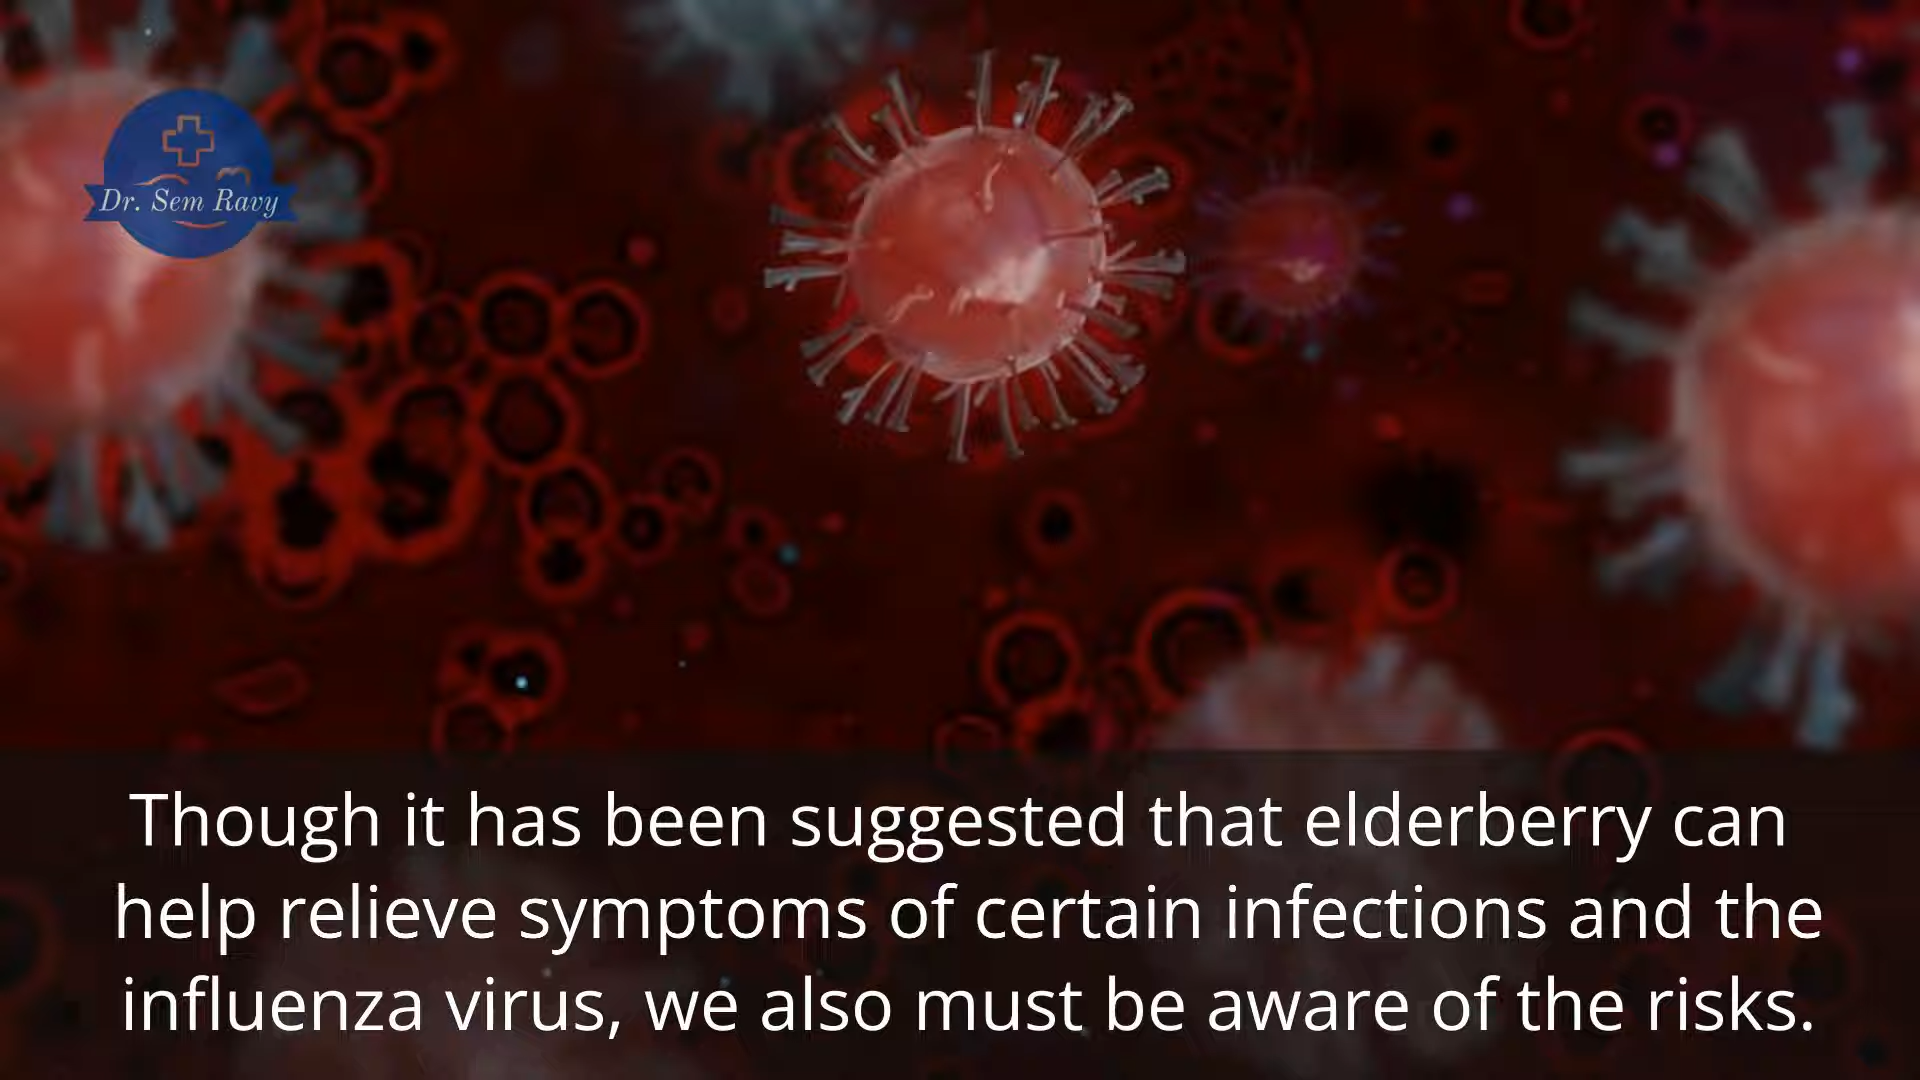 Dr. Sem Ravy
Though it has been suggested that elderberry can
help relieve symptoms of certain infections and the
influenza virus, we also must be aware of the risks.